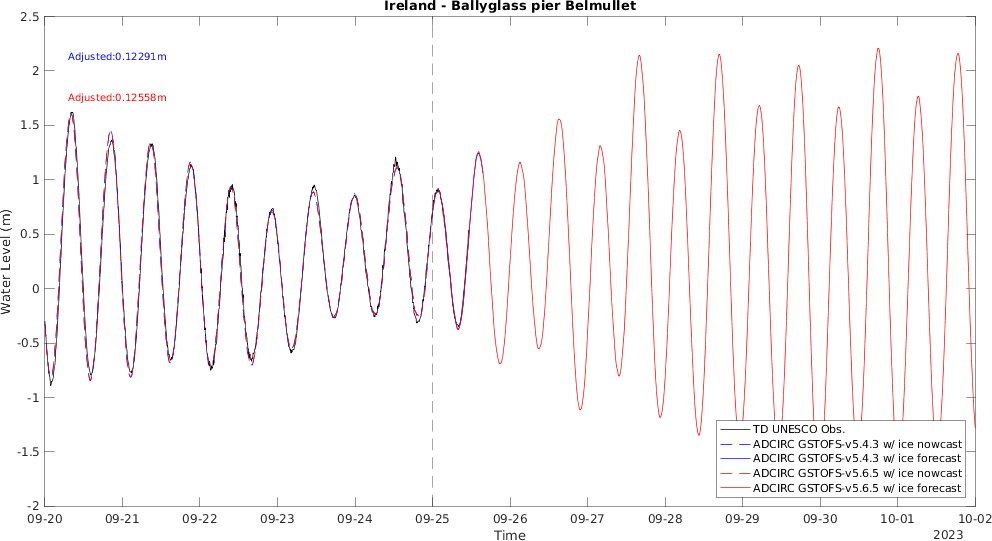 Ireland - Ballyglass pier Belmullet
Adjusted:0.12291m
Adjusted:0.12558m
Water Level (m)
2.5
2
1.5
1
0.5
0
-0.5
-1
-1.5
-2
TD UNESCO Obs.
ADCIRC GSTOFS-v5.4.3 w/ ice nowcast
ADCIRC GSTOFS-v5.4.3 w/ ice forecast
ADCIRC GSTOFS-v5.6.5 w/ ice nowcast
ADCIRC GSTOFS-v5.6.5 w/ ice forecast
09-20 09-21 09-22 09-23 09-24 09-25 09-26 09-27 09-28 09-29 09-30 10-01 10-02
Time
2023